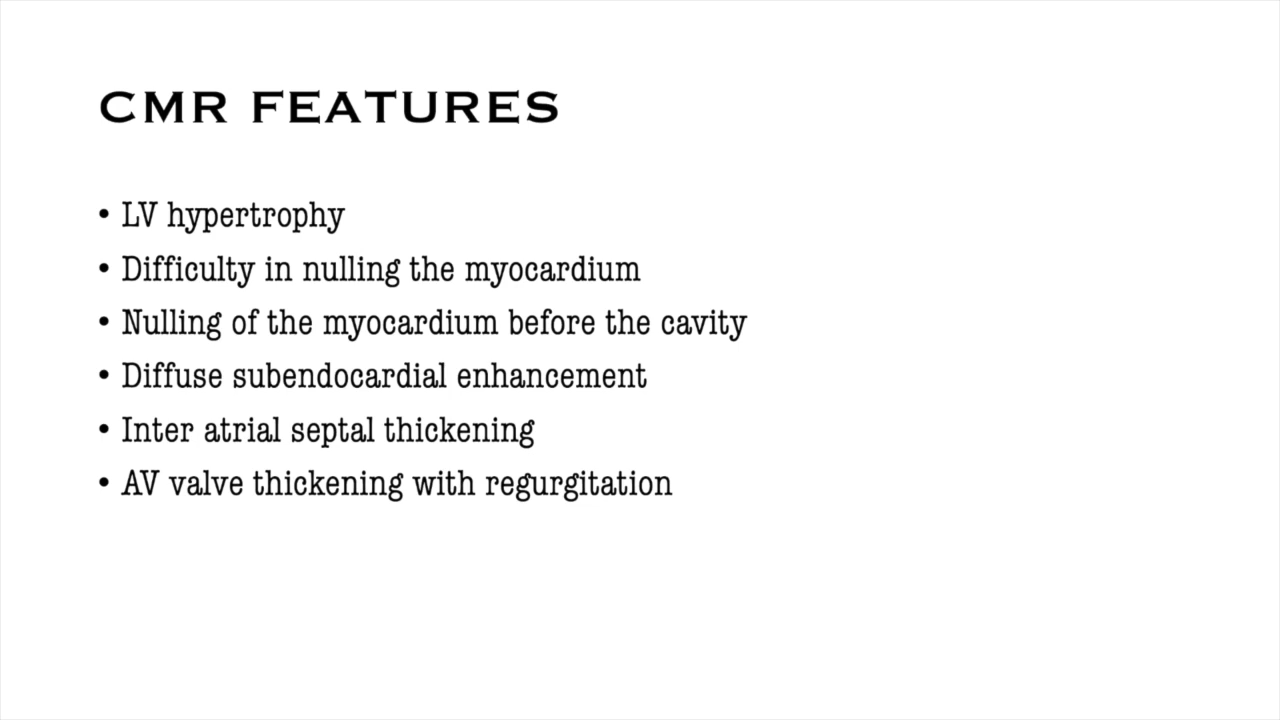 CMR FEATURES
• LV hypertrophy
• Difficulty in nulling the myocardium
• Nulling of the myocardium before the cavity
• Diffuse subendocardial enhancement
• Inter atrial septal thickening
• AV valve thickening with regurgitation